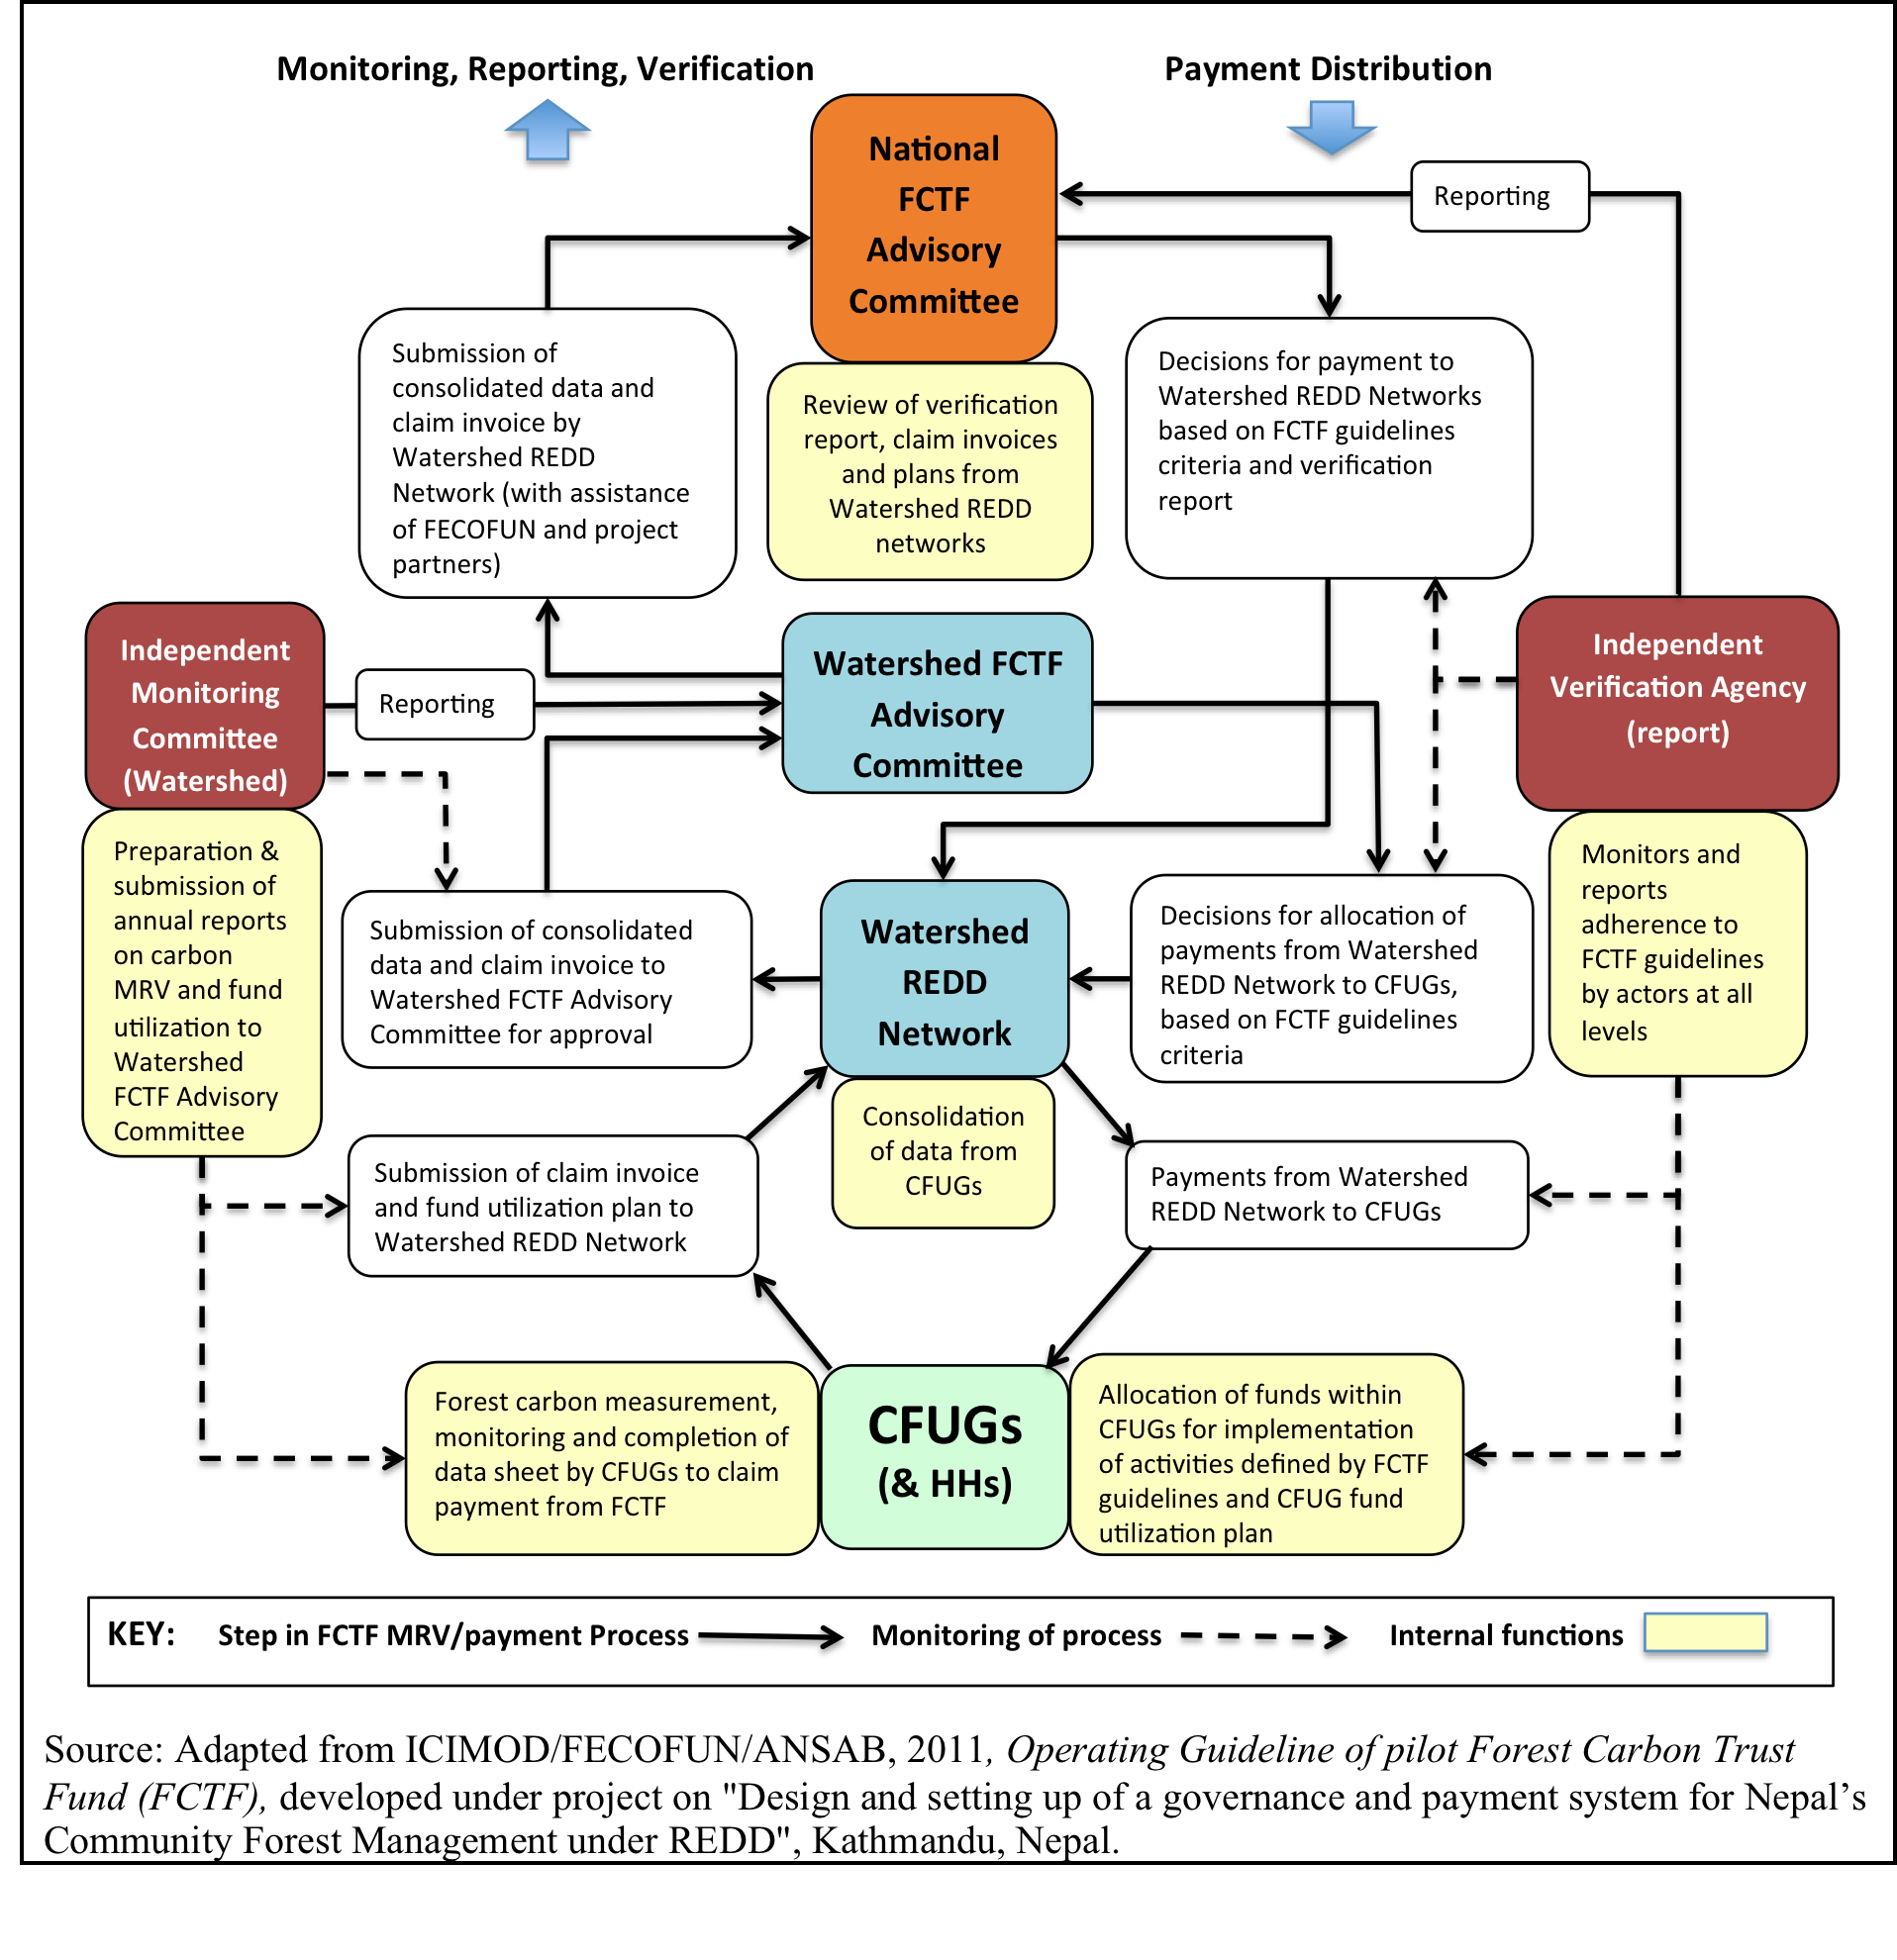 Monitoring, Reporting, Verification
Payment Distribution
National
FCTF
Advisory
Committee
Reporting
Submission of
consolidated data and
claim invoice by
Watershed REDD
Network (with assistance
of FECOFUN and project
partners)
Review of verification
report, claim invoices
and plans from
Watershed REDD
networks
Decisions for payment to
Watershed REDD Networks
based on FCTF guidelines
criteria and verification
report
Independent
Monitoring
Committee
(Watershed)
Reporting
Watershed FCTF
Advisory
Committee
Independent
Verification Agency
(report)
Preparation &
submission of
annual reports
on carbon
MRV and fund
utilization to
Watershed
FCTF Advisory
Committee
Submission of consolidated
data and claim invoice to
Watershed FCTF Advisory
Committee for approval
Watershed
REDD
Network
Decisions for allocation of
payments from Watershed
REDD Network to CFUGs,
based on FCTF guidelines
criteria
Monitors and
reports
adherence to
FCTF guidelines
by actors at all
levels
Submission of claim invoice
and fund utilization plan to
Watershed REDD Network
Consolidation
of data from
CFUGs
Payments from Watershed
REDD Network to CFUGs
Forest carbon measurement,
monitoring and completion of
data sheet by CFUGs to claim
payment from FCTF
CFUGs
(& HHs)
Allocation of funds within
CFUGs for implementation
of activities defined by FCTF
guidelines and CFUG fund
utilization plan
KEY: Step in FCTF MRV/payment Process Monitoring of process Internal functions
Source: Adapted from ICIMOD/FECOFUN/ANSAB, 2011, Operating Guideline of pilot Forest Carbon Trust
Fund (FCTF), developed under project on "Design and setting up of a governance and payment system for Nepal’s
Community Forest Management under REDD", Kathmandu, Nepal.